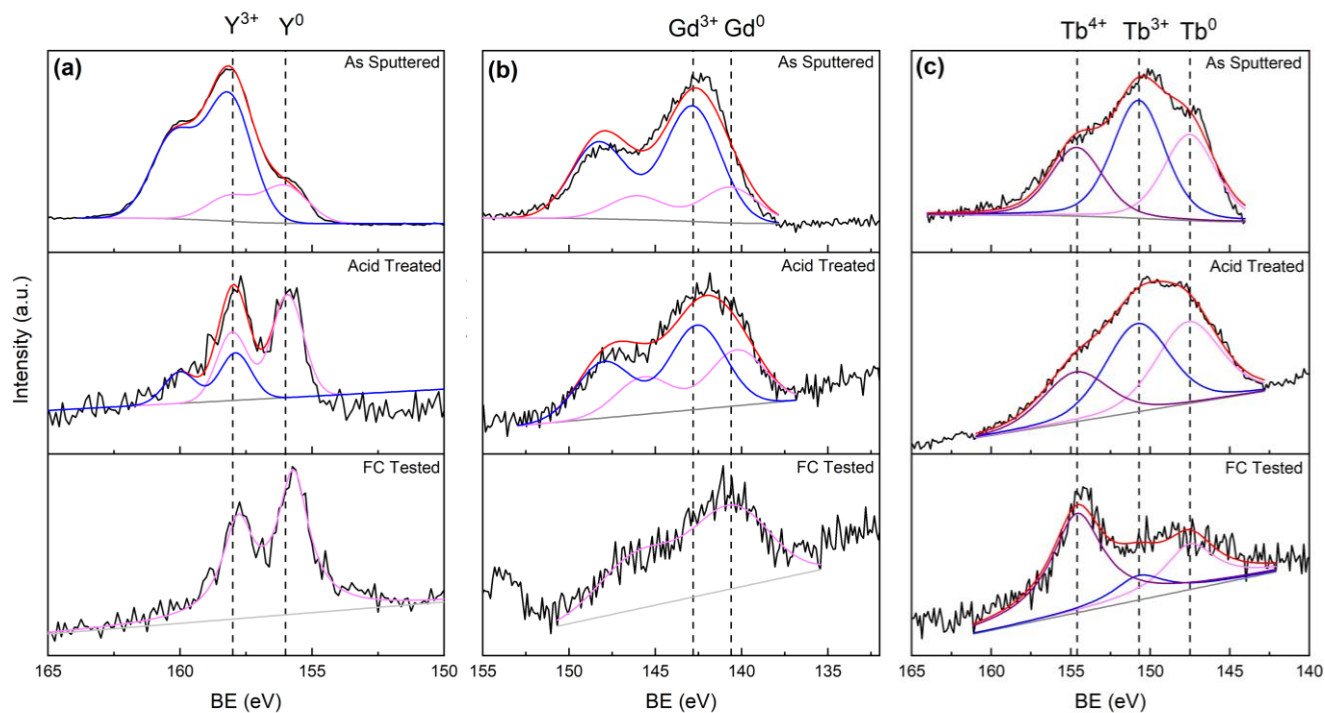 Y³⁺ Y⁰
Gd³⁺ Gd⁰
Tb⁴⁺ Tb³⁺ Tb⁰
(a) As Sputtered
(b) As Sputtered
(c) As Sputtered
Acid Treated
Acid Treated
Acid Treated
FC Tested
FC Tested
FC Tested
Intensity (a.u.)
165 160 155 150
155 150 145 140 135
165 160 155 150 145 140
BE (eV)
BE (eV)
BE (eV)